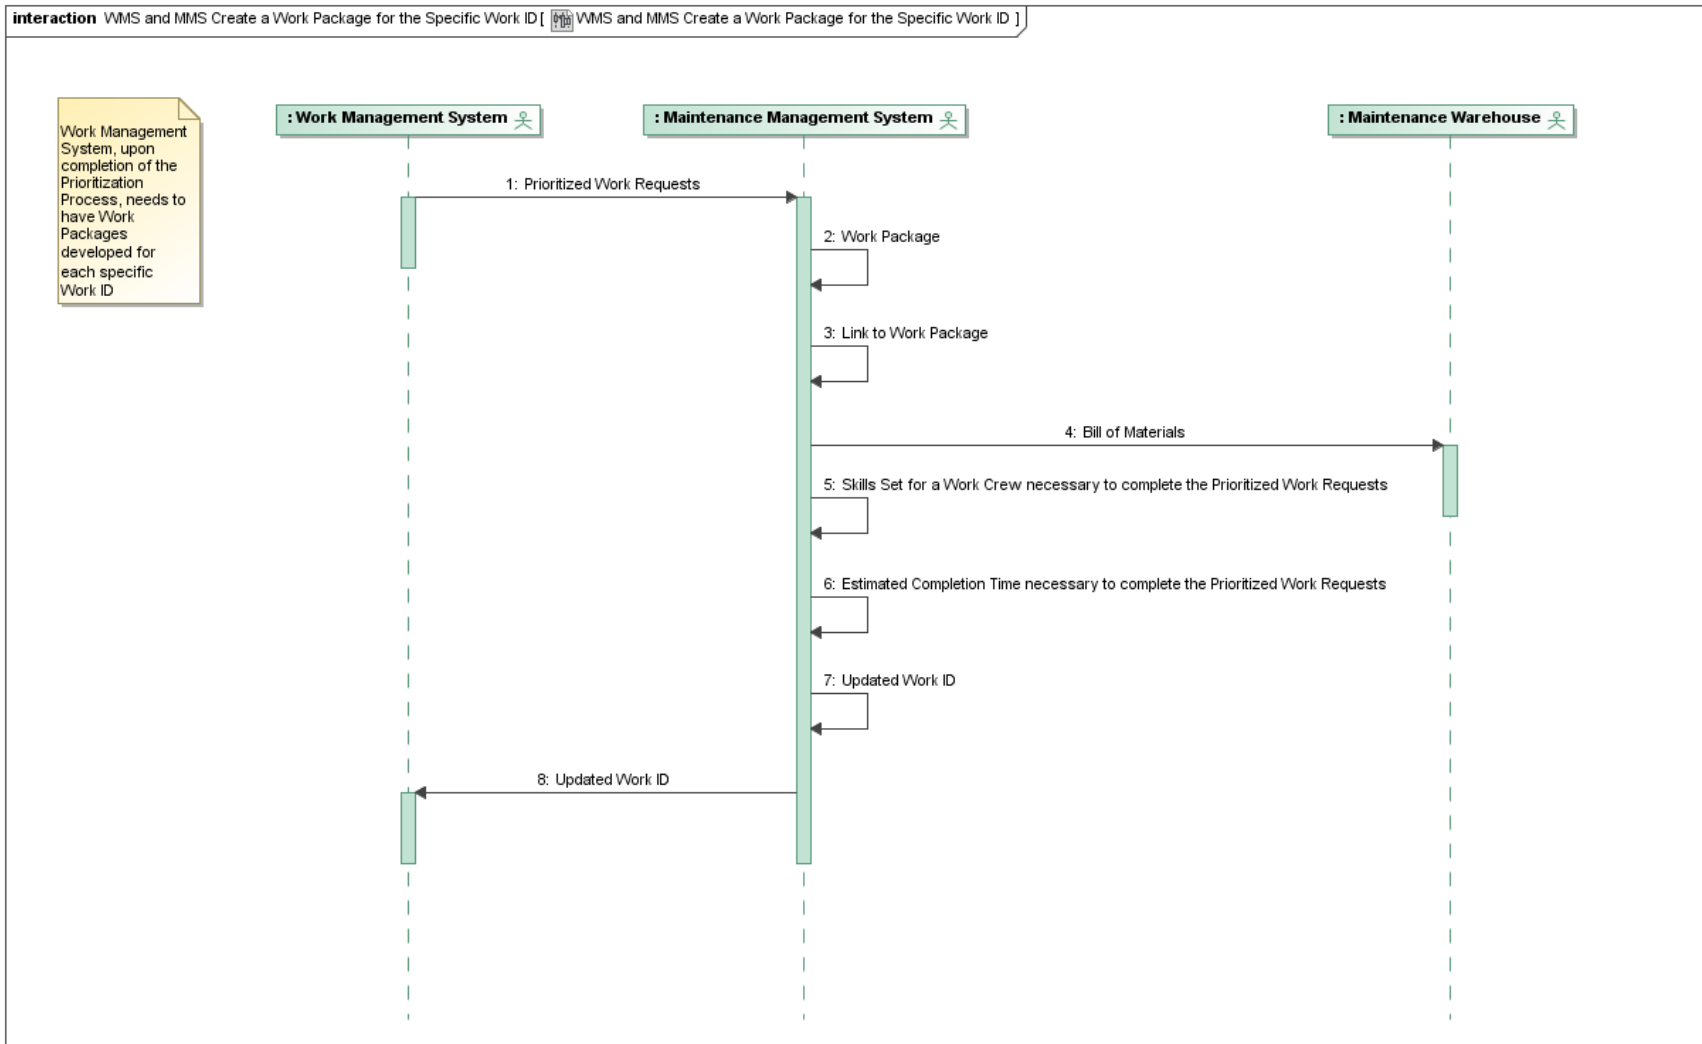 interaction WMS and MMS Create a Work Package for the Specific Work ID [ WMS and MMS Create a Work Package for the Specific Work ID ]
Work Management
System, upon
completion of the
Prioritization
Process, needs to
have Work
Packages
developed for
each specific
Work ID
: Work Management System
: Maintenance Management System
: Maintenance Warehouse
1: Prioritized Work Requests
2: Work Package
3: Link to Work Package
4: Bill of Materials
5: Skills Set for a Work Crew necessary to complete the Prioritized Work Requests
6: Estimated Completion Time necessary to complete the Prioritized Work Requests
7: Updated Work ID
8: Updated Work ID